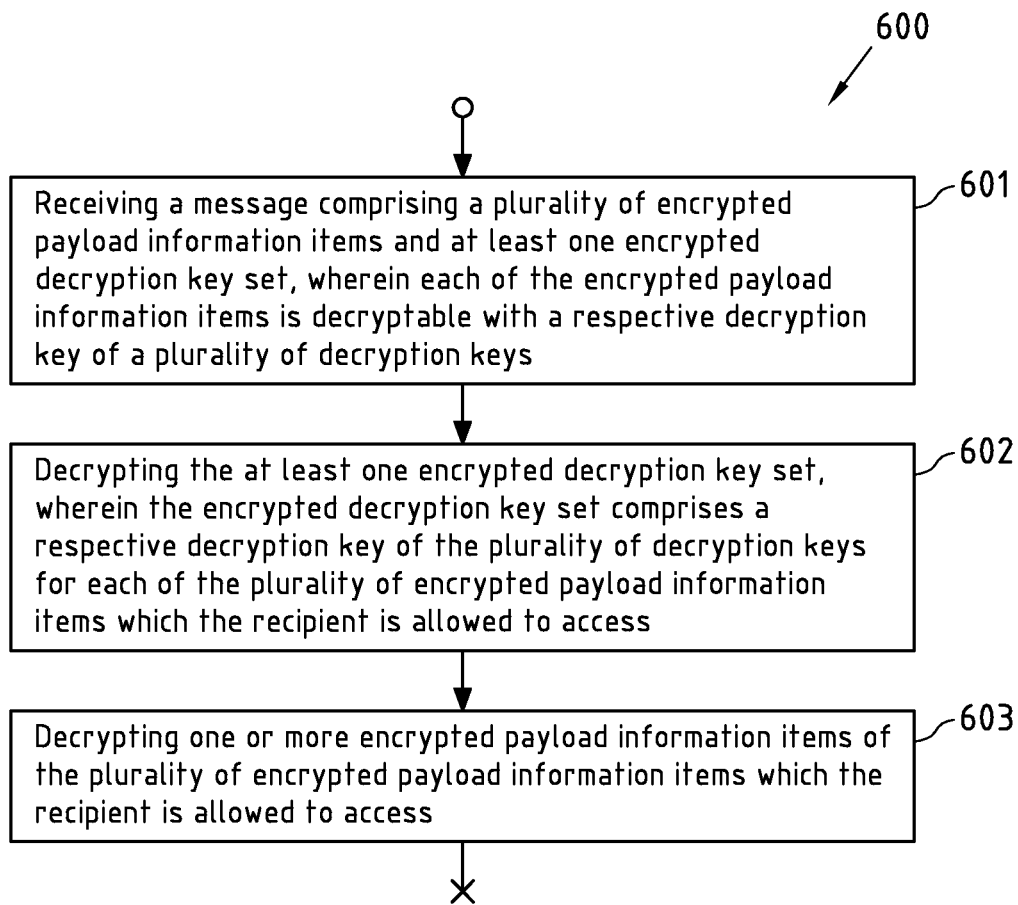 600
601
Receiving a message comprising a plurality of encrypted
payload information items and at least one encrypted
decryption key set, wherein each of the encrypted payload
information items is decryptable with a respective decryption
key of a plurality of decryption keys
602
Decrypting the at least one encrypted decryption key set,
wherein the encrypted decryption key set comprises a
respective decryption key of the plurality of decryption keys
for each of the plurality of encrypted payload information
items which the recipient is allowed to access
603
Decrypting one or more encrypted payload information items of
the plurality of encrypted payload information items which the
recipient is allowed to access